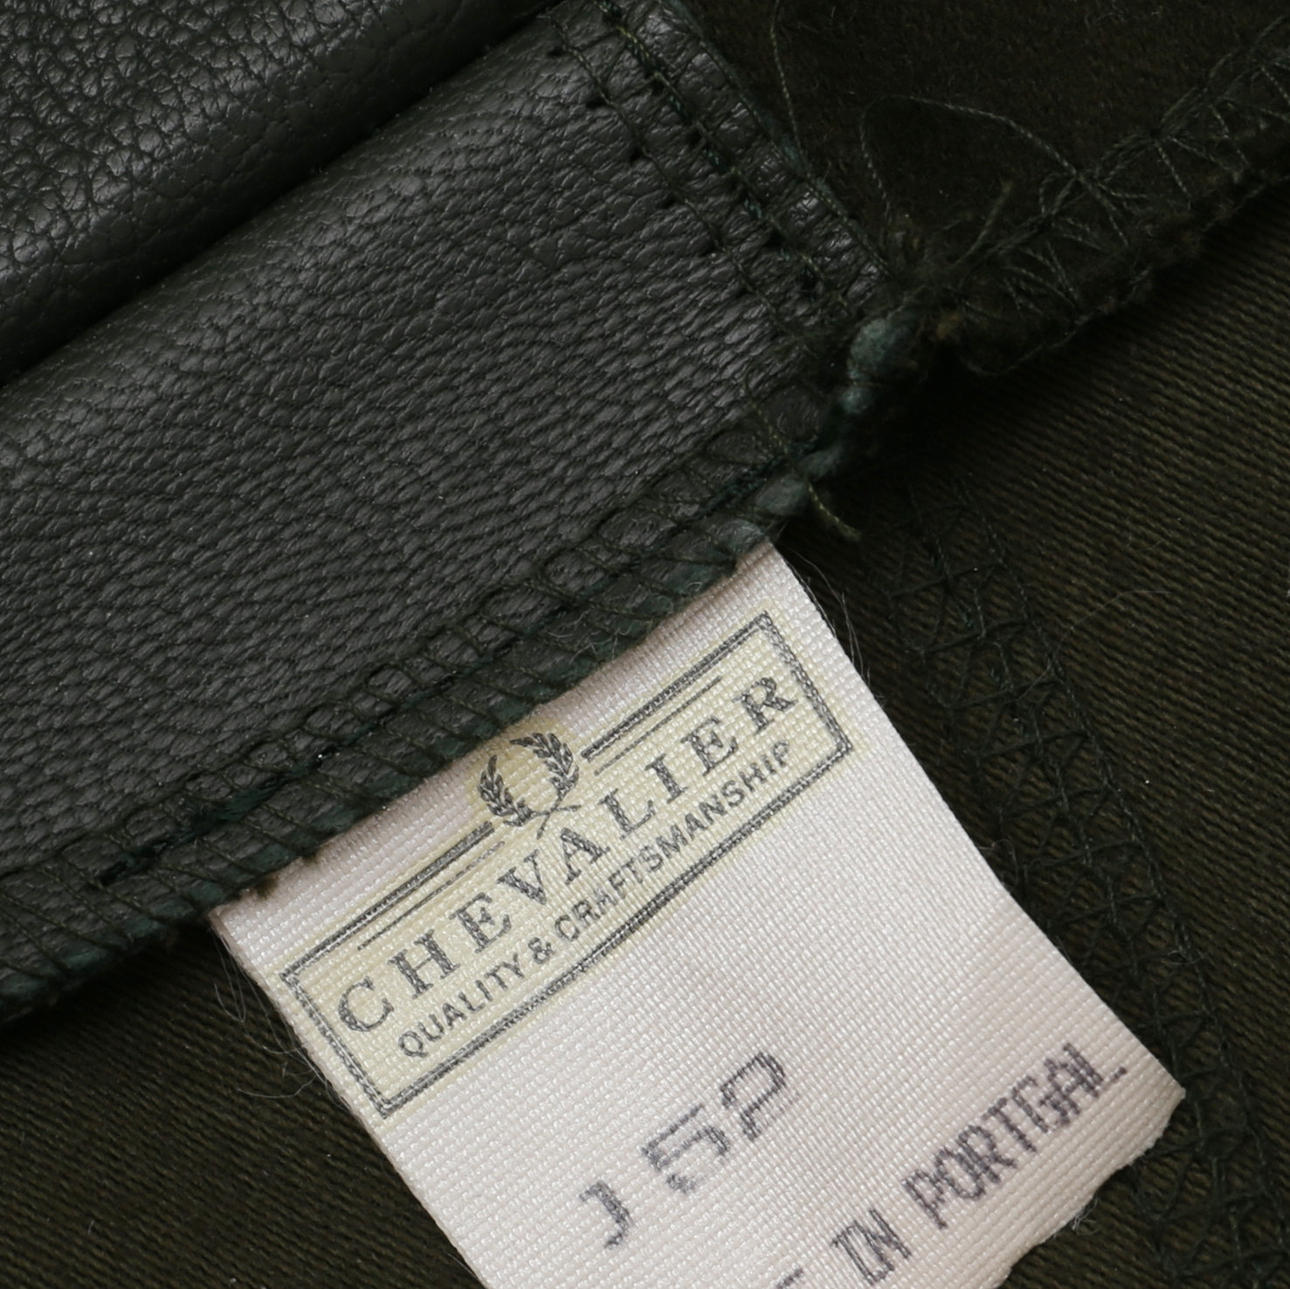 CHEVALIER
QUALITY & CRAFTSMANSHIP
J 52
IN PORTGAL